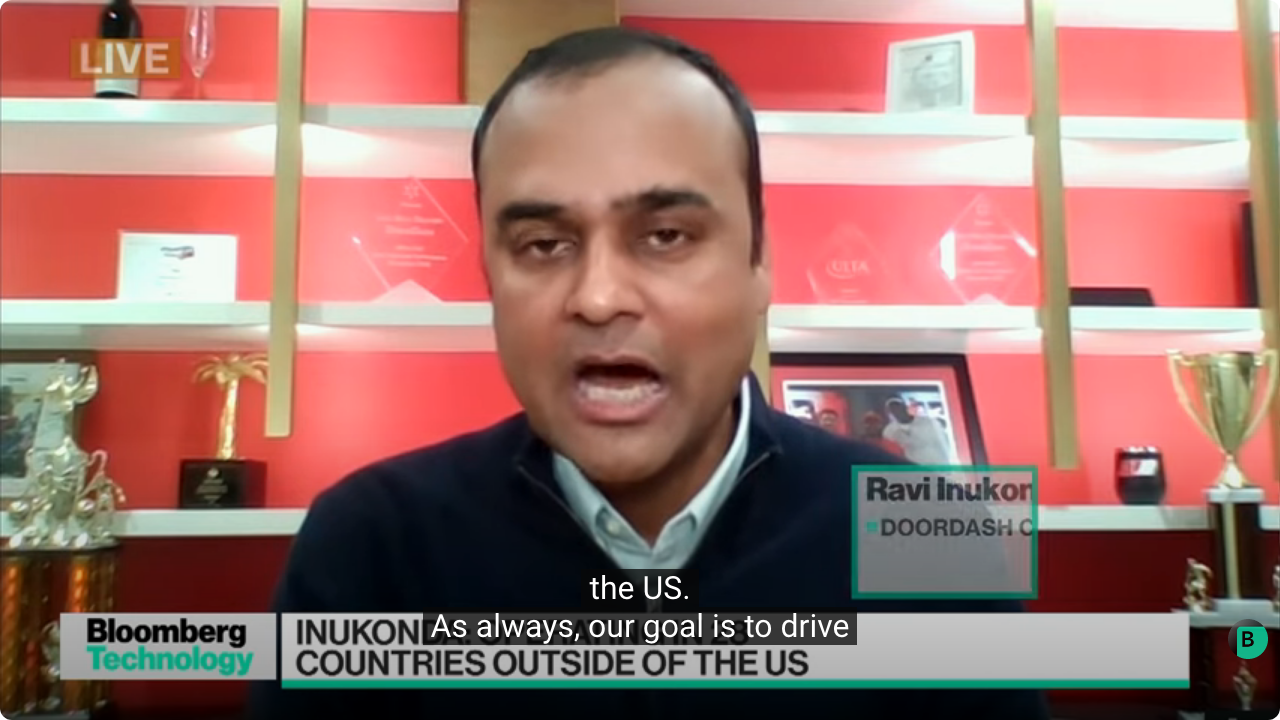 LIVE
ULTA
Ravi Inukon
DOORDASH C
the US.
As always, our goal is to drive
Bloomberg
Technology
INUKON
COUNTRIES OUTSIDE OF THE US
B